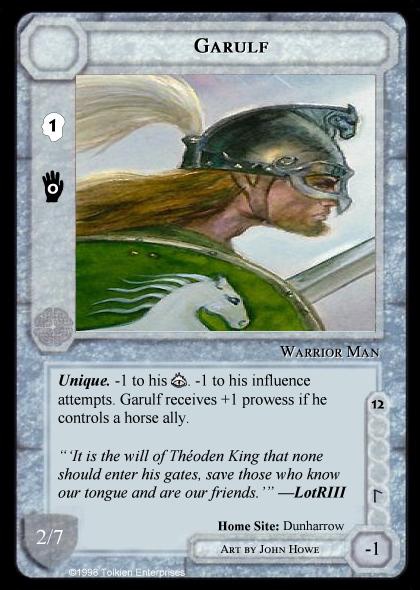 GARULF
1
WARRIOR MAN
Unique. -1 to his . -1 to his influence
attempts. Garulf receives +1 prowess if he
controls a horse ally.
“‘It is the will of Théoden King that none
should enter his gates, save those who know
our tongue and are our friends.’” —LotRIII
12
Home Site: Dunharrow
2/7
ART BY JOHN HOWE
-1
©1998 Tolkien Enterprises